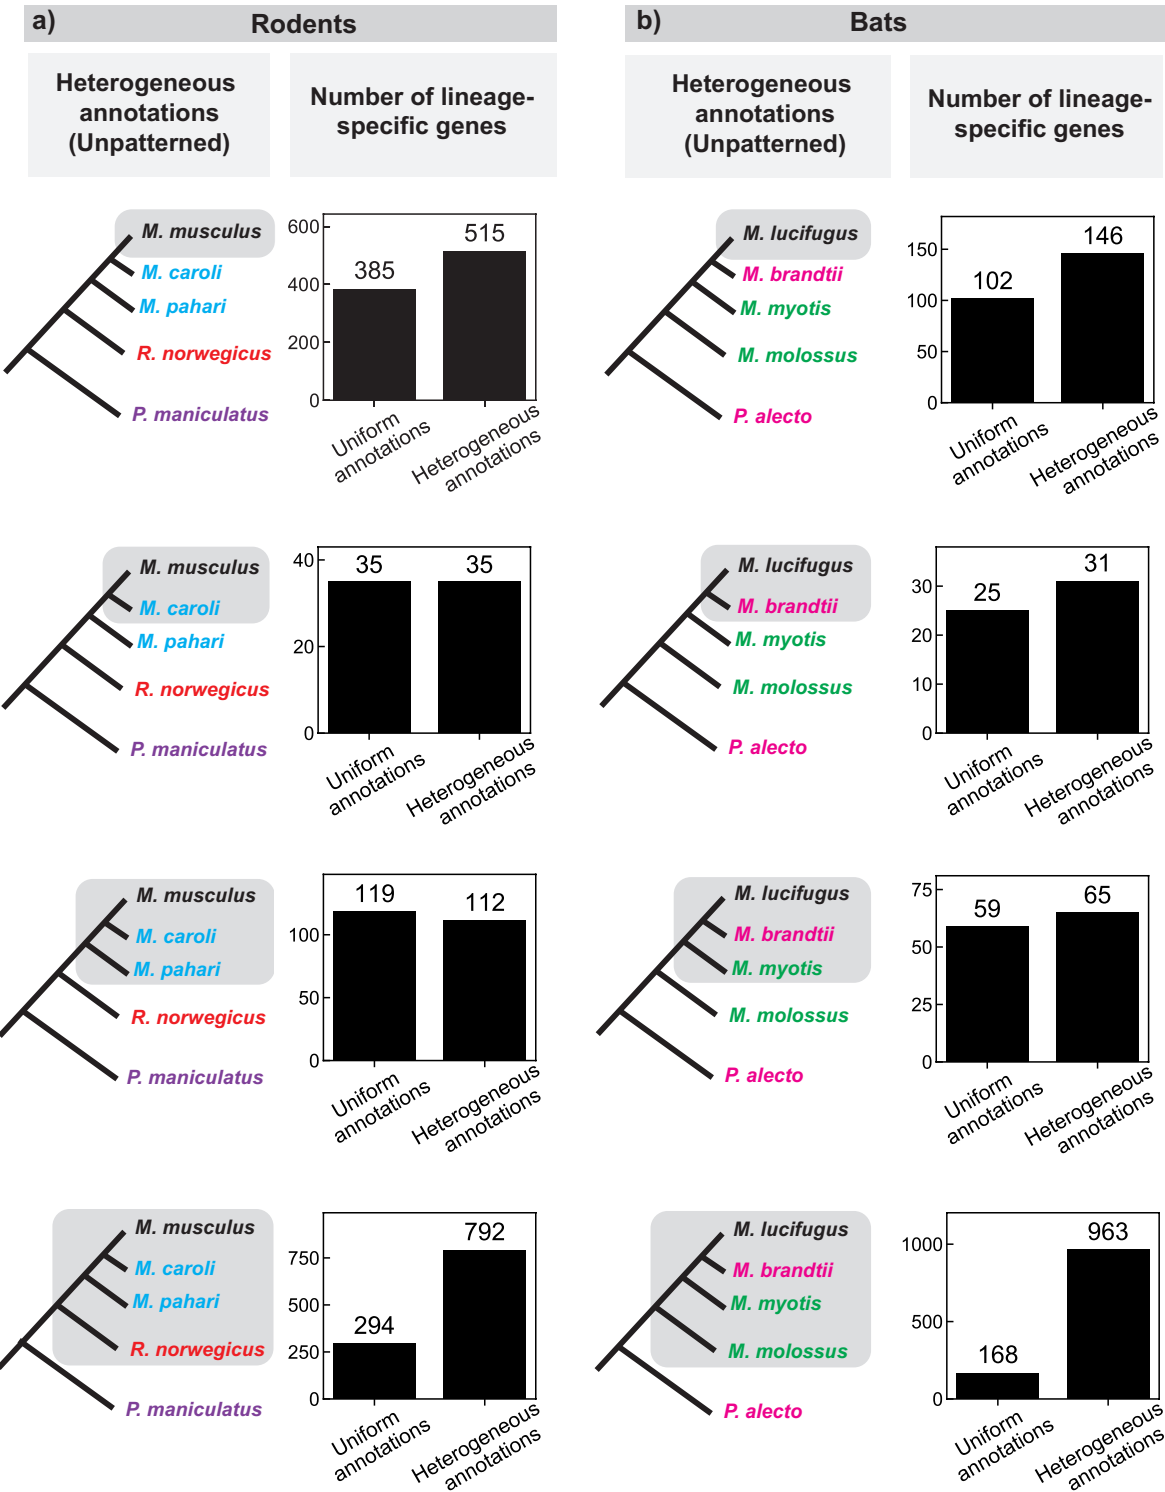 a)
Rodents
Heterogeneous
annotations
(Unpatterned)
Number of lineage-
specific genes
M. musculus
M. caroli
M. pahari
R. norwegicus
P. maniculatus
600
400
200
0
385
515
Uniform
annotations
Heterogeneous
annotations
M. musculus
M. caroli
M. pahari
R. norwegicus
P. maniculatus
40
20
0
35
35
Uniform
annotations
Heterogeneous
annotations
M. musculus
M. caroli
M. pahari
R. norwegicus
P. maniculatus
100
50
0
119
112
Uniform
annotations
Heterogeneous
annotations
M. musculus
M. caroli
M. pahari
R. norwegicus
P. maniculatus
750
500
250
0
294
792
Uniform
annotations
Heterogeneous
annotations
b)
Bats
Heterogeneous
annotations
(Unpatterned)
Number of lineage-
specific genes
M. lucifugus
M. brandtii
M. myotis
M. molossus
P. alecto
150
100
50
0
102
146
Uniform
annotations
Heterogeneous
annotations
M. lucifugus
M. brandtii
M. myotis
M. molossus
P. alecto
30
20
10
0
25
31
Uniform
annotations
Heterogeneous
annotations
M. lucifugus
M. brandtii
M. myotis
M. molossus
P. alecto
75
50
25
0
59
65
Uniform
annotations
Heterogeneous
annotations
M. lucifugus
M. brandtii
M. myotis
M. molossus
P. alecto
1000
500
0
168
963
Uniform
annotations
Heterogeneous
annotations